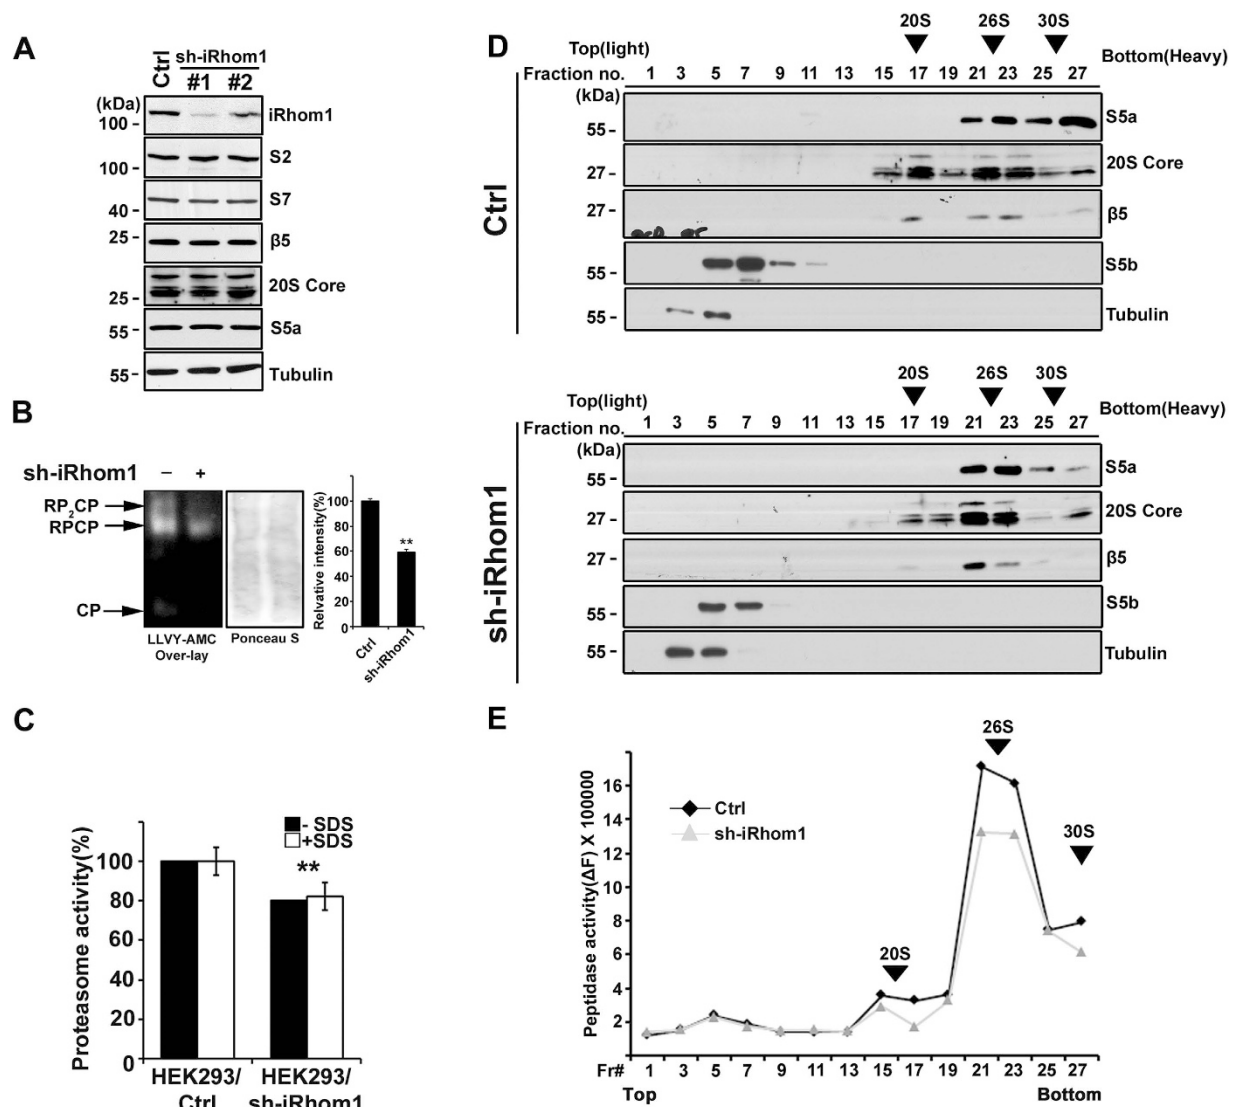 A
Ctrl
sh-iRhom1
#1 #2
(kDa)
100 -
iRhom1
100 -
S2
40 -
S7
25 -
β5
25 -
20S Core
55 -
S5a
55 -
Tubulin
B
sh-iRhom1 – +
RP2CP
RPCP
CP
LLVY-AMC
Over-lay
Ponceau S
Relvative intensity(%)
100
80
60
40
20
0
**
Ctrl
sh-iRhom1
C
Proteasome activity(%)
- SDS
+SDS
**
100
80
60
40
20
0
HEK293/
Ctrl
HEK293/
sh-iRhom1
D
Ctrl
20S 26S 30S
Top(light)
Bottom(Heavy)
Fraction no. 1 3 5 7 9 11 13 15 17 19 21 23 25 27
(kDa)
55 -
S5a
27 -
20S Core
27 -
β5
55 -
S5b
55 -
Tubulin
sh-iRhom1
20S 26S 30S
Top(light)
Bottom(Heavy)
Fraction no. 1 3 5 7 9 11 13 15 17 19 21 23 25 27
(kDa)
55 -
S5a
27 -
20S Core
27 -
β5
55 -
S5b
55 -
Tubulin
E
Peptidase activity(ΔF) X 100000
16
14
12
10
8
6
4
2
Ctrl
sh-iRhom1
20S
26S
30S
Fr# 1 3 5 7 9 11 13 15 17 19 21 23 25 27
Top
Bottom